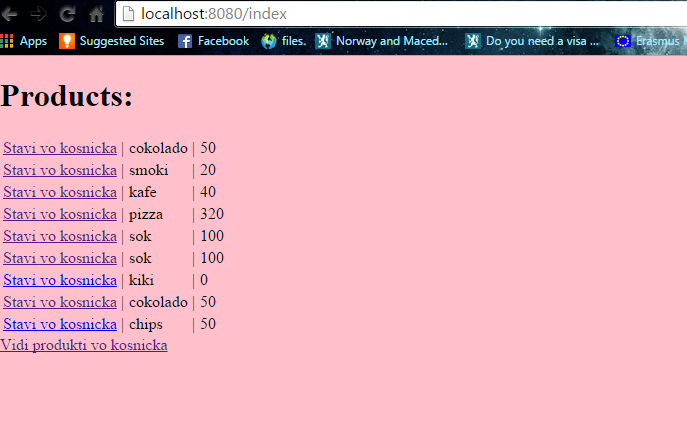 localhost:8080/index
Apps Suggested Sites Facebook files. Norway and Maced... Do you need a visa ... Erasmus
Products:
Stavi vo kosnicka | cokolado | 50
Stavi vo kosnicka | smoki | 20
Stavi vo kosnicka | kafe | 40
Stavi vo kosnicka | pizza | 320
Stavi vo kosnicka | sok | 100
Stavi vo kosnicka | sok | 100
Stavi vo kosnicka | kiki | 0
Stavi vo kosnicka | cokolado | 50
Stavi vo kosnicka | chips | 50
Vidi produkti vo kosnicka